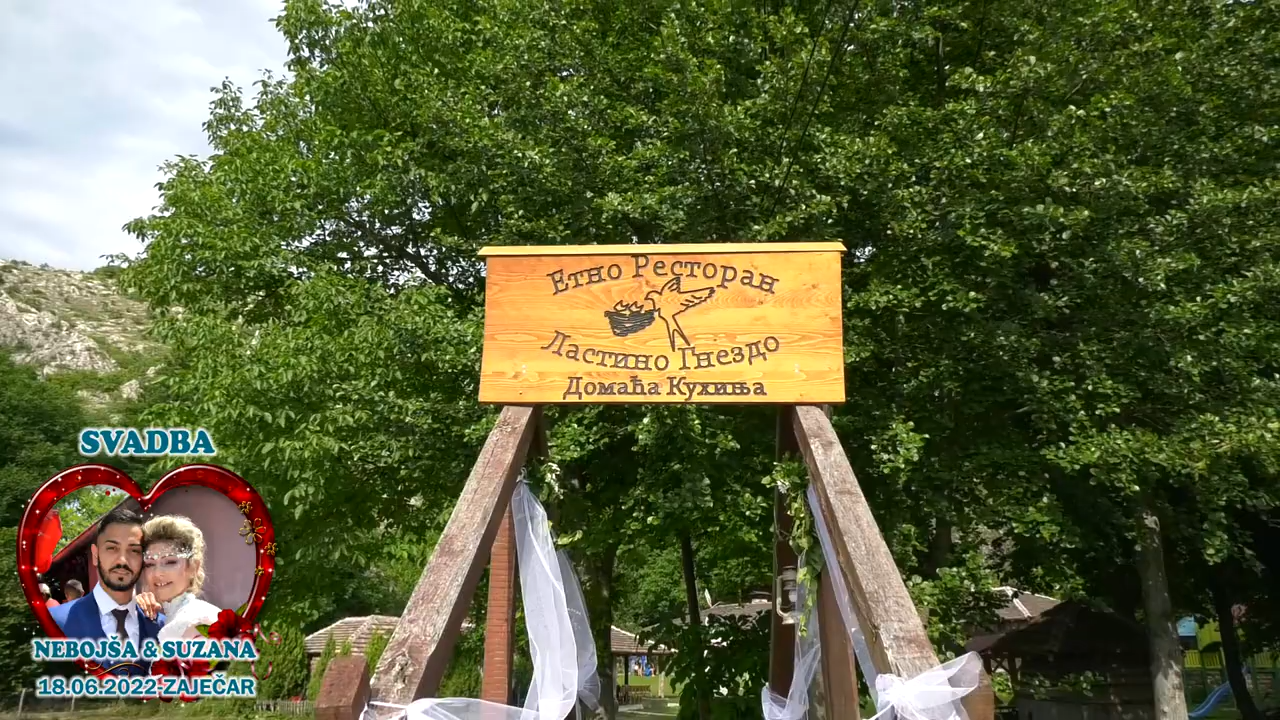 Етно Ресторан
Ластино Гнездо
Домаћа Кухиња
SVADBA
NEBOJŠA & SUZANA
18.06.2022 ZAJEČAR